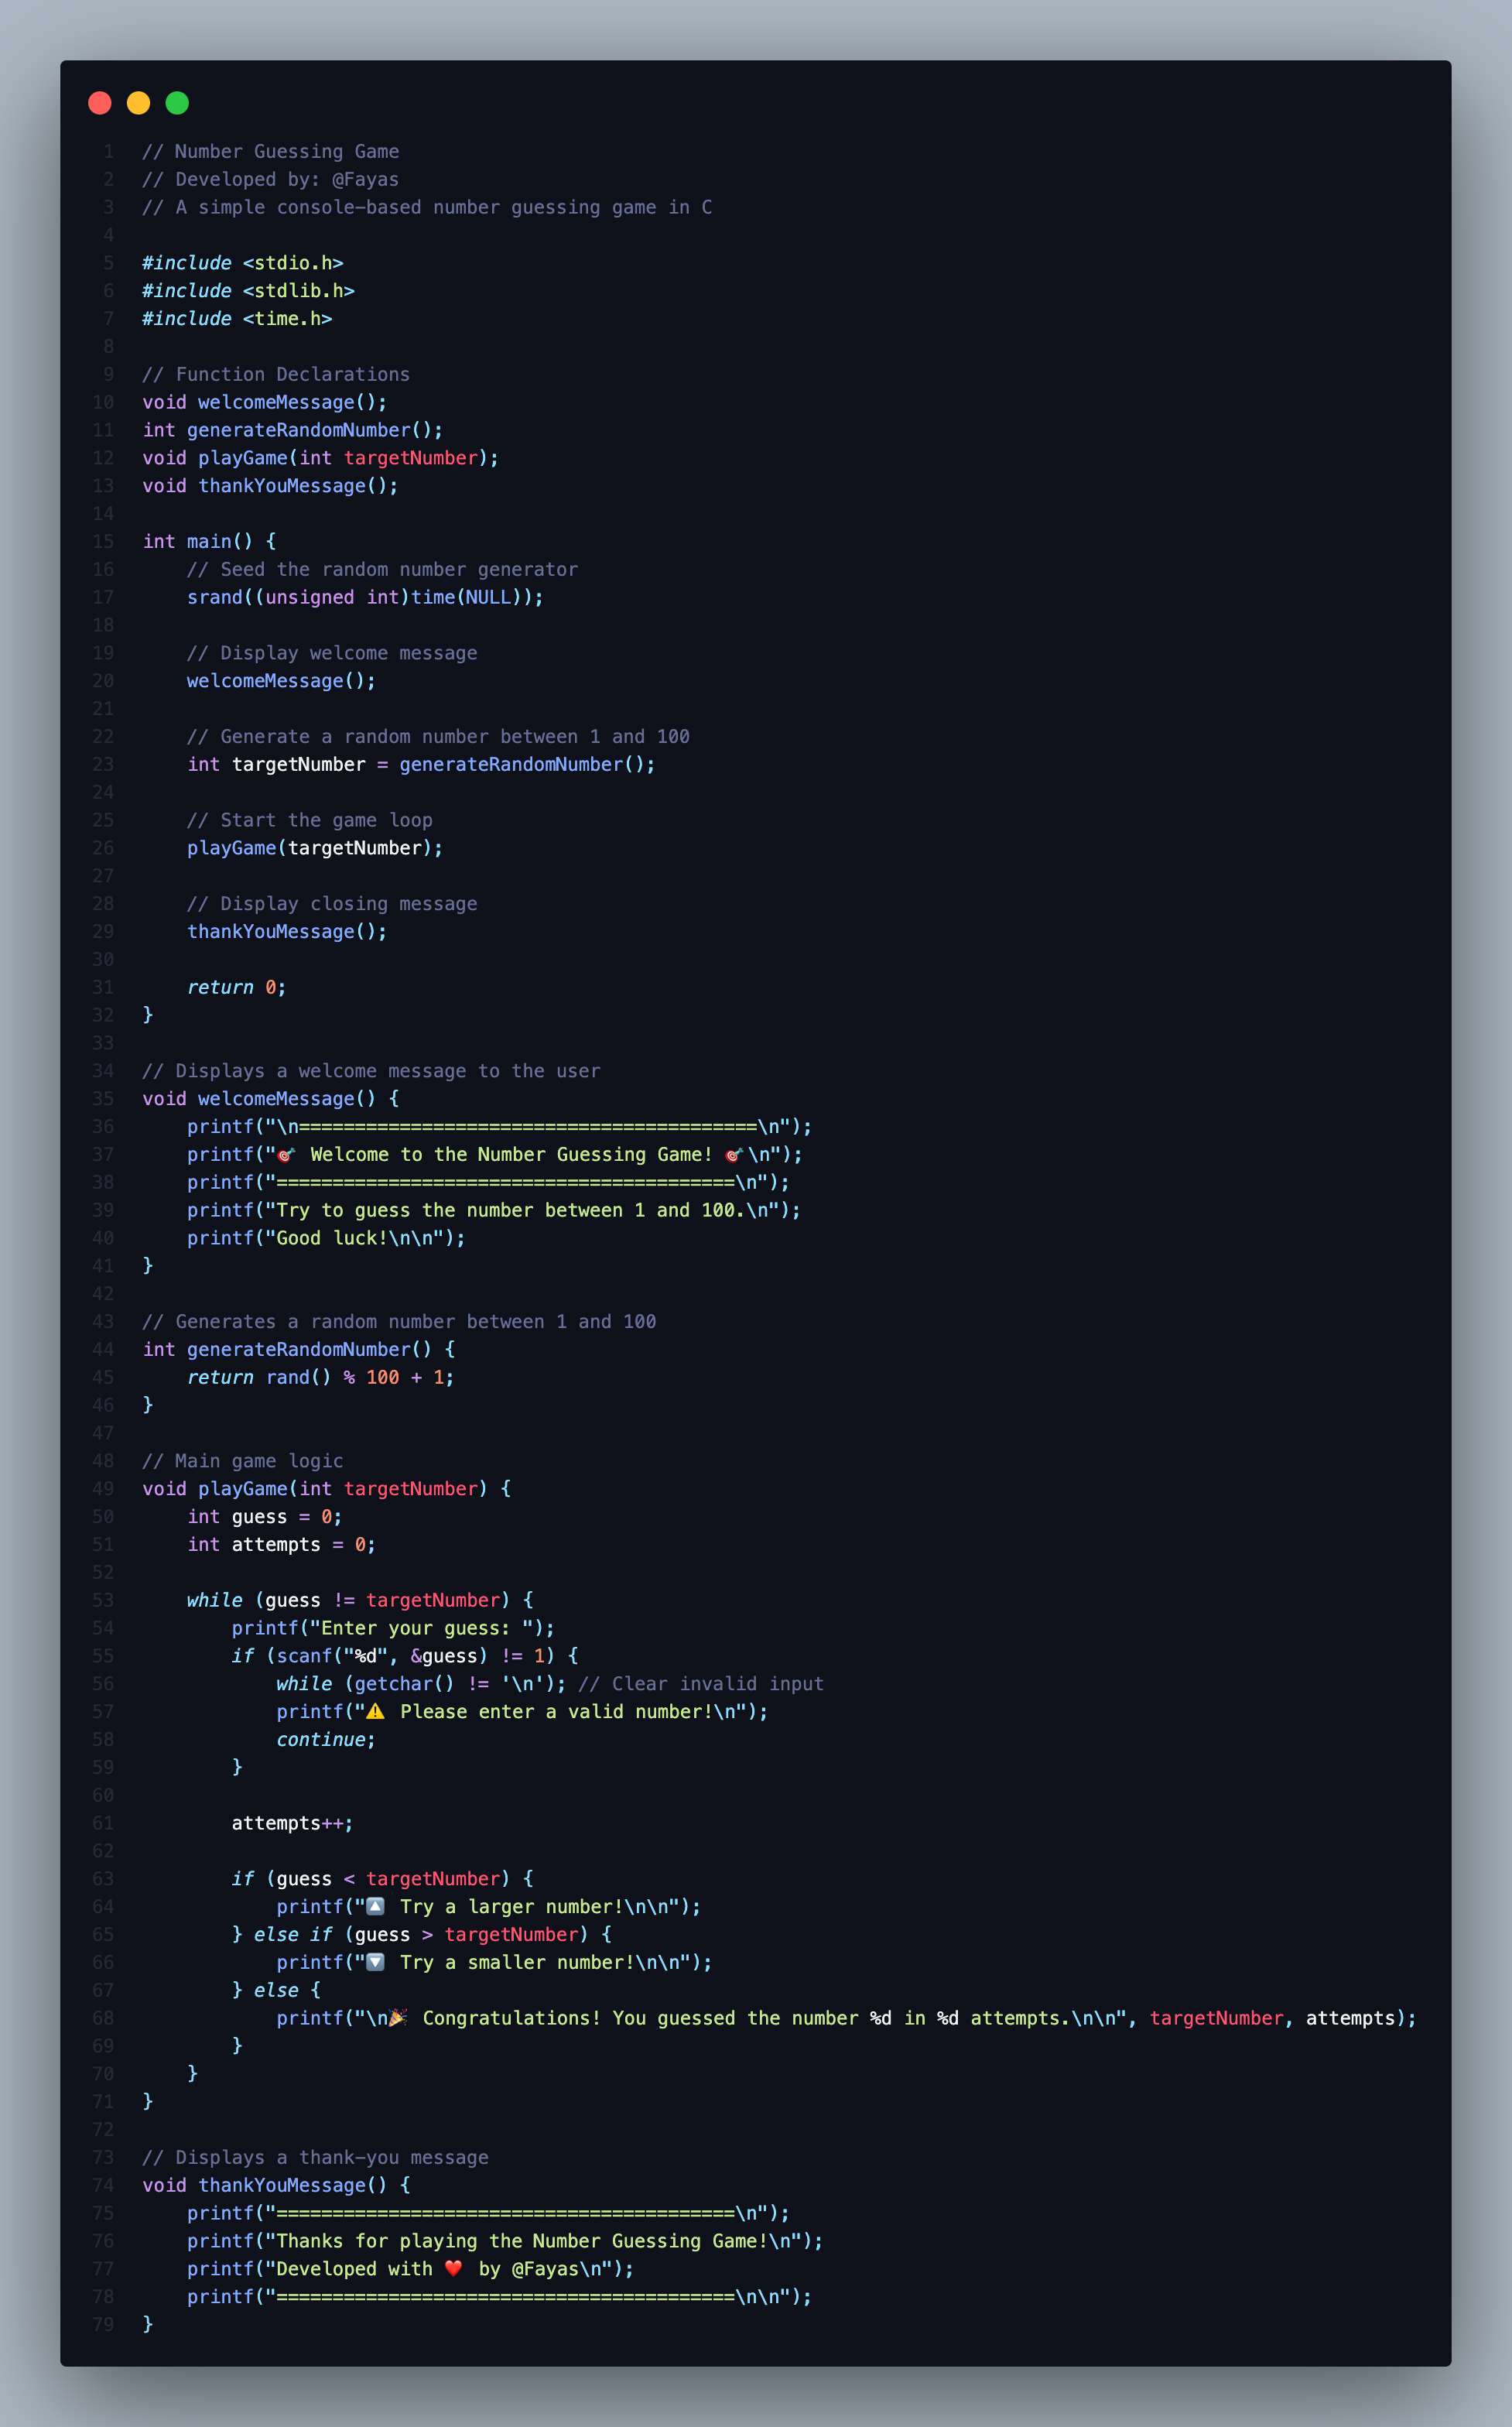 1 // Number Guessing Game
2 // Developed by: @Fayas
3 // A simple console-based number guessing game in C
4
5 #include <stdio.h>
6 #include <stdlib.h>
7 #include <time.h>
8
9 // Function Declarations
10 void welcomeMessage();
11 int generateRandomNumber();
12 void playGame(int targetNumber);
13 void thankYouMessage();
14
15 int main() {
16     // Seed the random number generator
17     srand((unsigned int)time(NULL));
18
19     // Display welcome message
20     welcomeMessage();
21
22     // Generate a random number between 1 and 100
23     int targetNumber = generateRandomNumber();
24
25     // Start the game loop
26     playGame(targetNumber);
27
28     // Display closing message
29     thankYouMessage();
30
31     return 0;
32 }
33
34 // Displays a welcome message to the user
35 void welcomeMessage() {
36     printf("\n=========================================\n");
37     printf("🎯 Welcome to the Number Guessing Game! 🎯\n");
38     printf("=========================================\n");
39     printf("Try to guess the number between 1 and 100.\n");
40     printf("Good luck!\n\n");
41 }
42
43 // Generates a random number between 1 and 100
44 int generateRandomNumber() {
45     return rand() % 100 + 1;
46 }
47
48 // Main game logic
49 void playGame(int targetNumber) {
50     int guess = 0;
51     int attempts = 0;
52
53     while (guess != targetNumber) {
54         printf("Enter your guess: ");
55         if (scanf("%d", &guess) != 1) {
56             while (getchar() != '\n'); // Clear invalid input
57             printf("⚠️ Please enter a valid number!\n");
58             continue;
59         }
60
61         attempts++;
62
63         if (guess < targetNumber) {
64             printf("🔼 Try a larger number!\n\n");
65         } else if (guess > targetNumber) {
66             printf("🔽 Try a smaller number!\n\n");
67         } else {
68             printf("\n🎉 Congratulations! You guessed the number %d in %d attempts.\n\n", targetNumber, attempts);
69         }
70     }
71 }
72
73 // Displays a thank-you message
74 void thankYouMessage() {
75     printf("=========================================\n");
76     printf("Thanks for playing the Number Guessing Game!\n");
77     printf("Developed with ❤️ by @Fayas\n");
78     printf("=========================================\n\n");
79 }